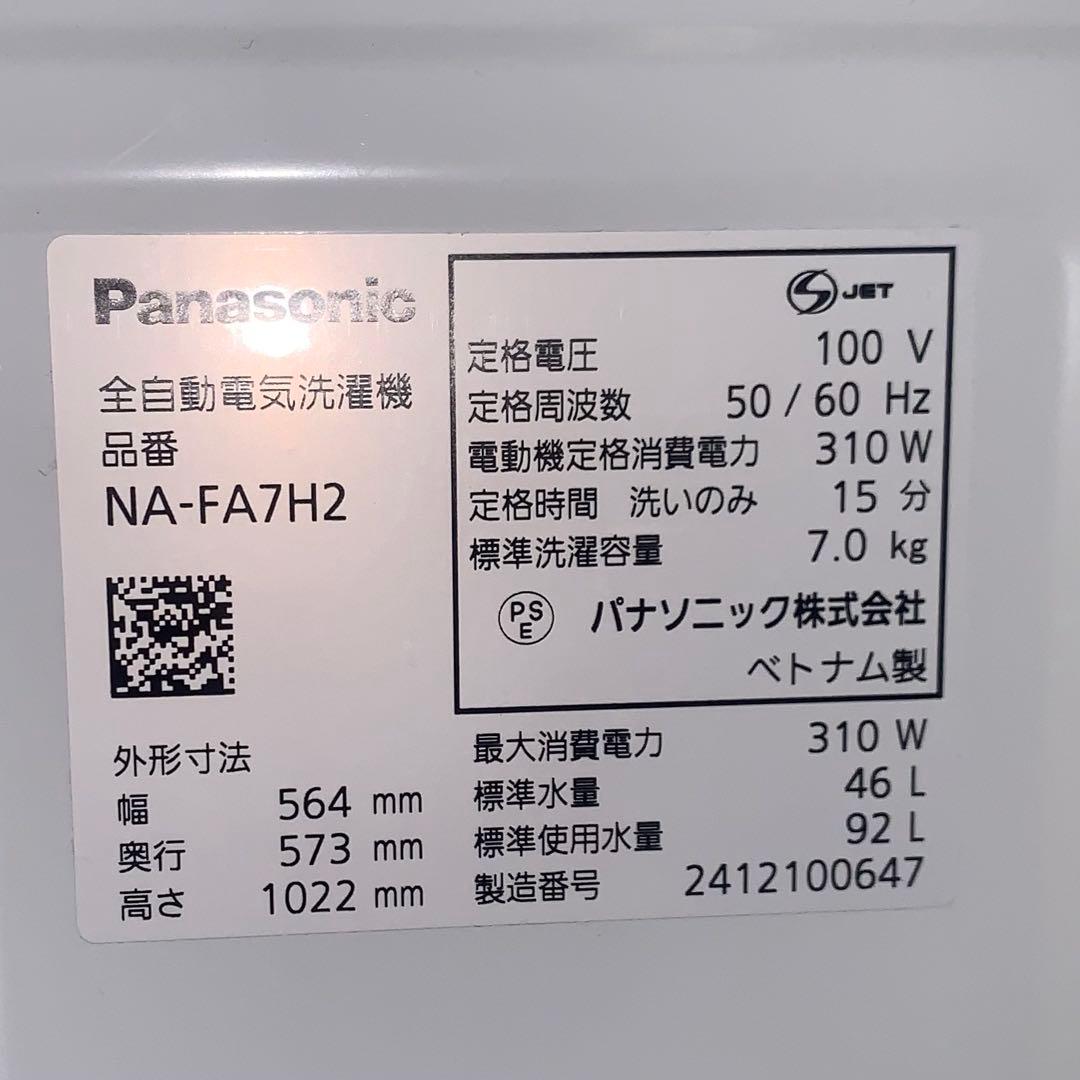 Panasonic
全自動電気洗濯機
品番
NA-FA7H2
外形寸法
幅 564 mm
奥行 573 mm
高さ 1022 mm
JET
定格電圧 100 V
定格周波数 50 / 60 Hz
電動機定格消費電力 310 W
定格時間 洗いのみ 15 分
標準洗濯容量 7.0 kg
PSE パナソニック株式会社
ベトナム製
最大消費電力 310 W
標準水量 46 L
標準使用水量 92 L
製造番号 2412100647